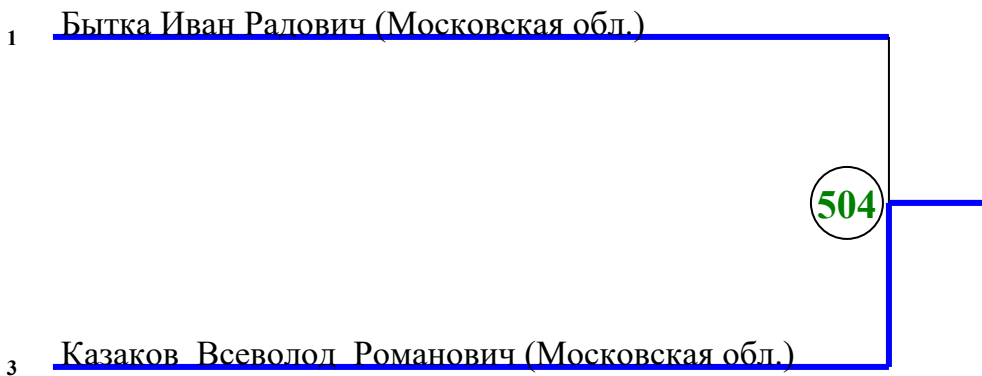 1 Бытка Иван Радович (Московская обл.)
504
3 Казаков Всеволод Романович (Московская обл.)